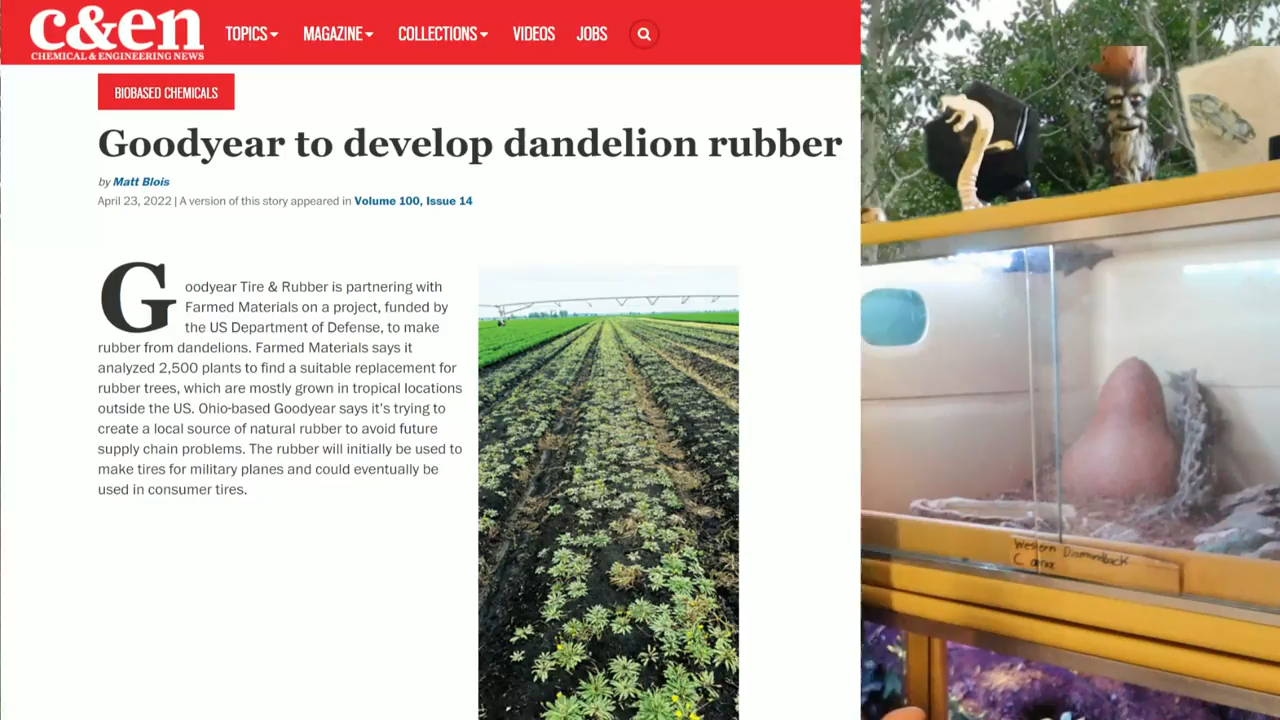 c&en
CHEMICAL & ENGINEERING NEWS
TOPICS
MAGAZINE
COLLECTIONS
VIDEOS
JOBS
BIOBASED CHEMICALS
Goodyear to develop dandelion rubber
by Matt Blois
April 23, 2022 | A version of this story appeared in Volume 100, Issue 14
Goodyear Tire & Rubber is partnering with
Farmed Materials on a project, funded by
the US Department of Defense, to make
rubber from dandelions. Farmed Materials says it
analyzed 2,500 plants to find a suitable replacement for
rubber trees, which are mostly grown in tropical locations
outside the US. Ohio-based Goodyear says it's trying to
create a local source of natural rubber to avoid future
supply chain problems. The rubber will initially be used to
make tires for military planes and could eventually be
used in consumer tires.
Western Diamondback
C. atrox